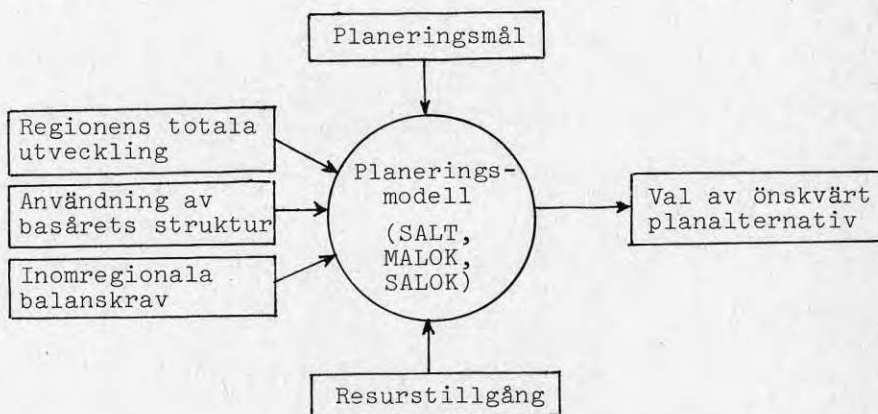 Planeringsmål
Regionens totala
utveckling
Användning av
basårets struktur
Inomregionala
balanskrav
Planerings-
modell
(SALT,
MALOK,
SALOK)
Val av önskvärt
planalternativ
Resurstillgång